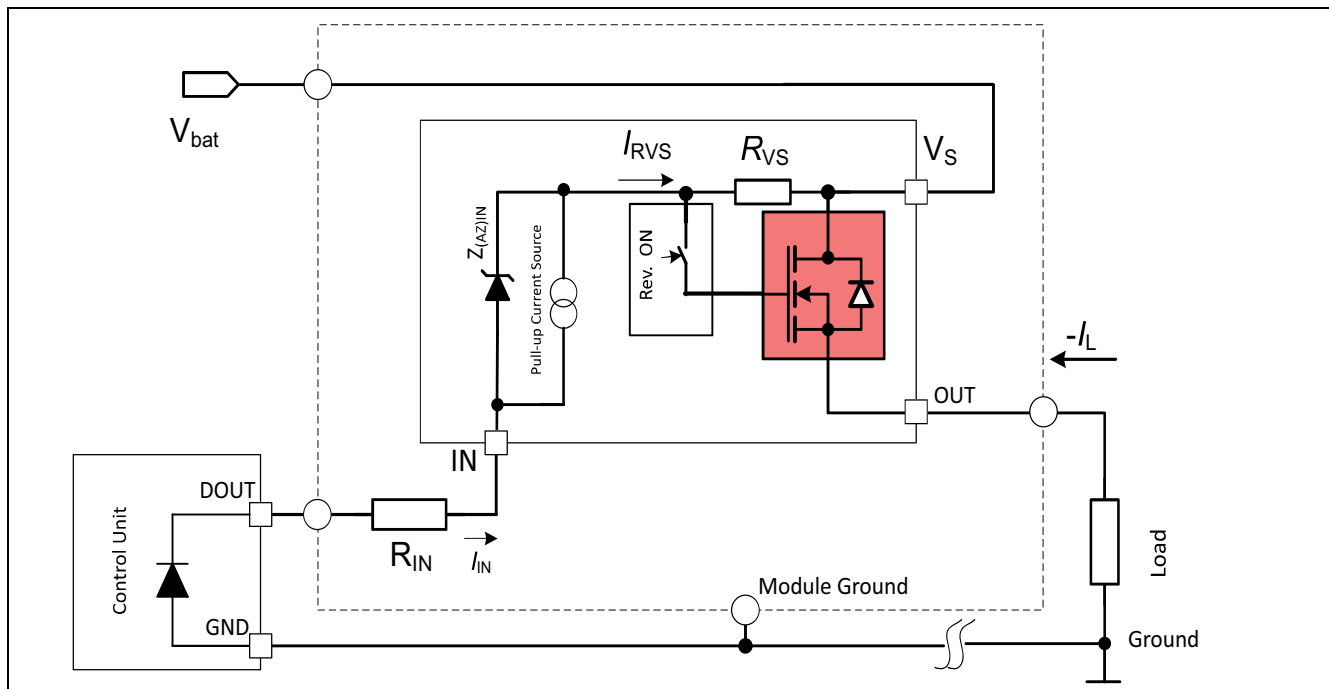 V_bat
I_RVS
R_VS
V_S
Z_(AZ)IN
Pull-up Current Source
Rev. ON
-I_L
OUT
IN
DOUT
Control Unit
R_IN
I_IN
Load
Module Ground
GND
Ground